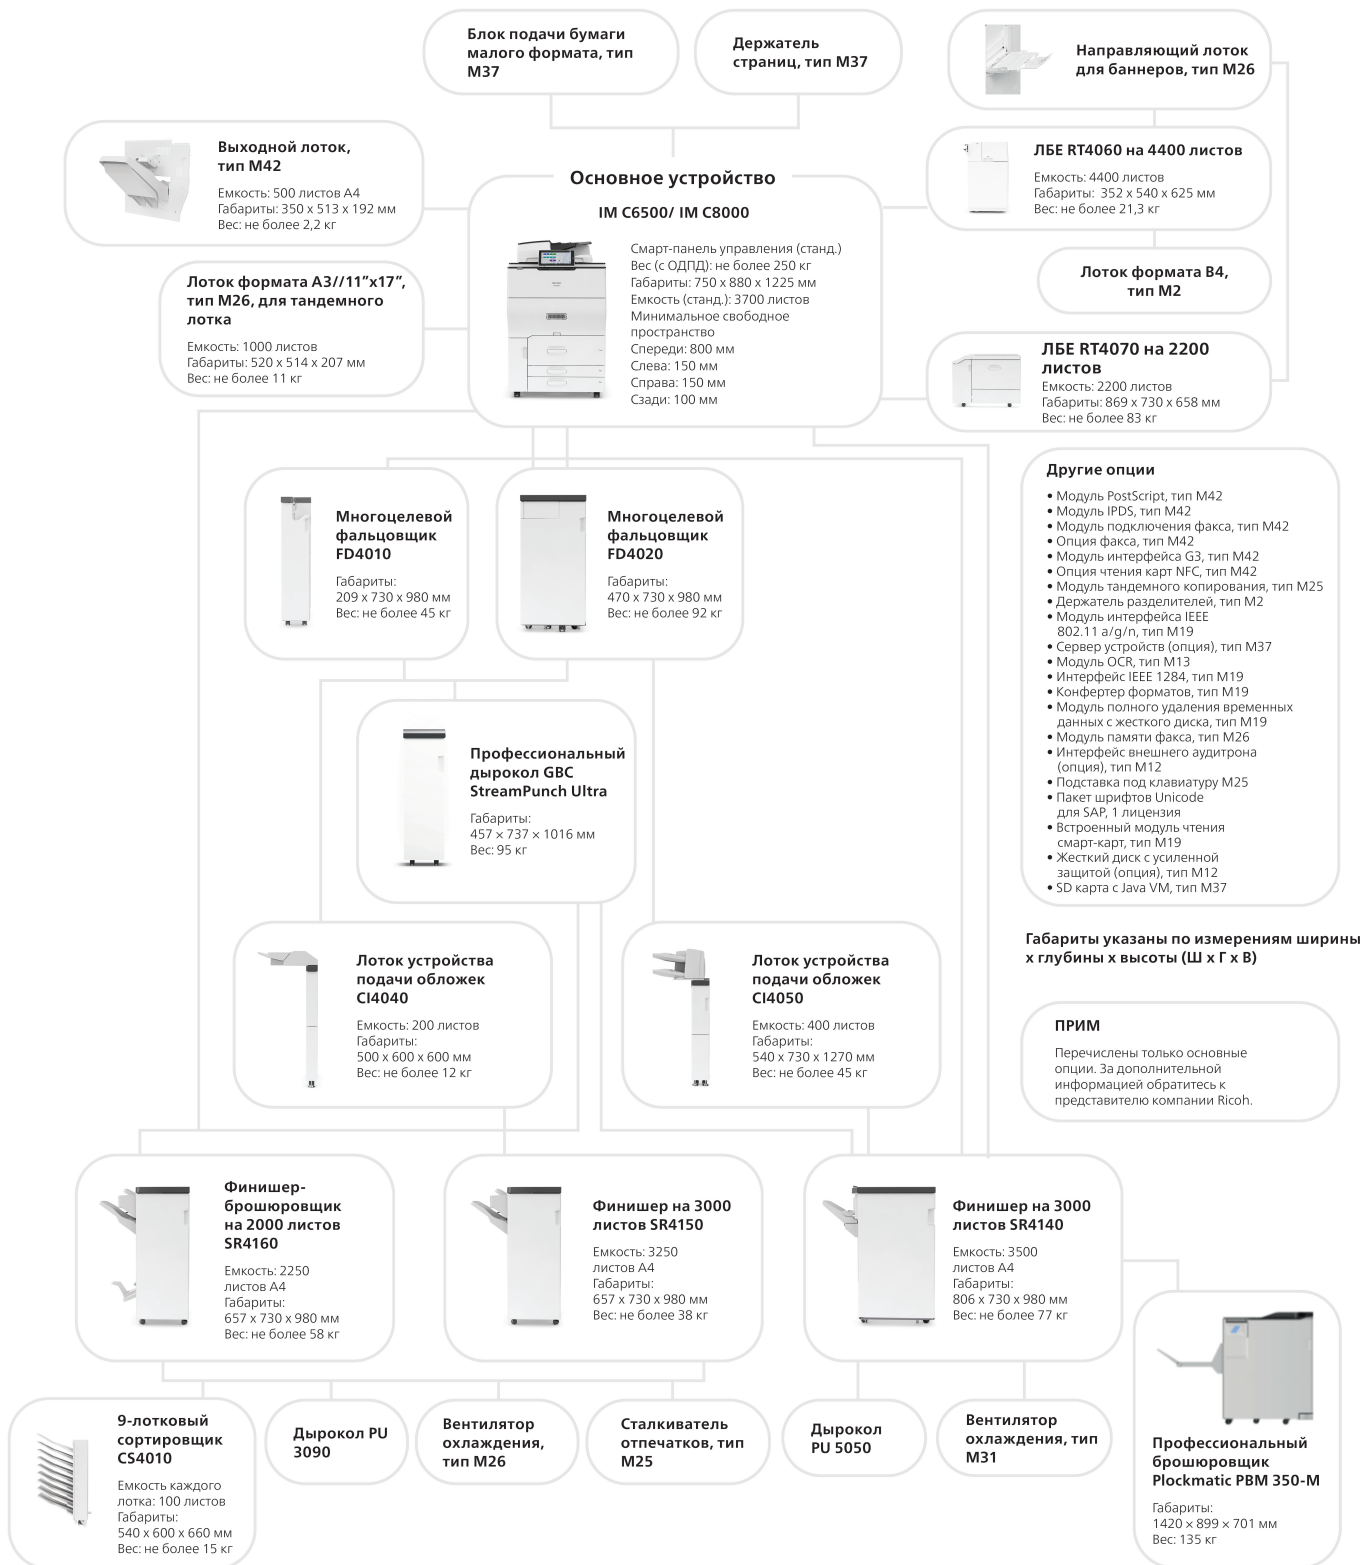 Блок подачи бумаги
малого формата, тип
M37
Держатель
страниц, тип M37
Направляющий лоток
для баннеров, тип M26
Выходной лоток,
тип M42
Емкость: 500 листов A4
Габариты: 350 x 513 x 192 мм
Вес: не более 2,2 кг
ЛБЕ RT4060 на 4400 листов
Емкость: 4400 листов
Габариты: 352 x 540 x 625 мм
Вес: не более 21,3 кг
Основное устройство
IM C6500/ IM C8000
Смарт-панель управления (станд.)
Вес (с ОДПД): не более 250 кг
Габариты: 750 x 880 x 1225 мм
Емкость (станд.): 3700 листов
Минимальное свободное
пространство
Спереди: 800 мм
Слева: 150 мм
Справа: 150 мм
Сзади: 100 мм
Лоток формата A3//11”x17”,
тип M26, для тандемного
лотка
Емкость: 1000 листов
Габариты: 520 x 514 x 207 мм
Вес: не более 11 кг
Лоток формата B4,
тип M2
ЛБЕ RT4070 на 2200
листов
Емкость: 2200 листов
Габариты: 869 x 730 x 658 мм
Вес: не более 83 кг
Многоцелевой
фальцовщик
FD4010
Габариты:
209 x 730 x 980 мм
Вес: не более 45 кг
Многоцелевой
фальцовщик
FD4020
Габариты:
470 x 730 x 980 мм
Вес: не более 92 кг
Другие опции
• Модуль PostScript, тип M42
• Модуль IPDS, тип M42
• Модуль подключения факса, тип M42
• Опция факса, тип M42
• Модуль интерфейса G3, тип M42
• Опция чтения карт NFC, тип M42
• Модуль тандемного копирования, тип M25
• Держатель разделителей, тип M2
• Модуль интерфейса IEEE
802.11 a/g/n, тип M19
• Сервер устройств (опция), тип M37
• Модуль OCR, тип M13
• Интерфейс IEEE 1284, тип M19
• Конфертер форматов, тип M19
• Модуль полного удаления временных
данных с жесткого диска, тип M19
• Модуль памяти факса, тип M26
• Интерфейс внешнего аудитрона
(опция), тип M12
• Подставка под клавиатуру M25
• Пакет шрифтов Unicode
для SAP, 1 лицензия
• Встроенный модуль чтения
смарт-карт, тип M19
• Жесткий диск с усиленной
защитой (опция), тип M12
• SD карта с Java VM, тип M37
Профессиональный
дырокол GBC
StreamPunch Ultra
Габариты:
457 × 737 × 1016 мм
Вес: 95 кг
Лоток устройства
подачи обложек
CI4040
Емкость: 200 листов
Габариты:
500 x 600 x 600 мм
Вес: не более 12 кг
Лоток устройства
подачи обложек
CI4050
Емкость: 400 листов
Габариты:
540 x 730 x 1270 мм
Вес: не более 45 кг
Габариты указаны по измерениям ширины
x глубины x высоты (Ш x Г x В)
ПРИМ
Перечислены только основные
опции. За дополнительной
информацией обратитесь к
представителю компании Ricoh.
Финишер-
брошюровщик
на 2000 листов
SR4160
Емкость: 2250
листов A4
Габариты:
657 x 730 x 980 мм
Вес: не более 58 кг
Финишер на 3000
листов SR4150
Емкость: 3250
листов A4
Габариты:
657 x 730 x 980 мм
Вес: не более 38 кг
Финишер на 3000
листов SR4140
Емкость: 3500
листов A4
Габариты:
806 x 730 x 980 мм
Вес: не более 77 кг
9-лотковый
сортировщик
CS4010
Емкость каждого
лотка: 100 листов
Габариты:
540 x 600 x 660 мм
Вес: не более 15 кг
Дырокол PU
3090
Вентилятор
охлаждения,
тип M26
Сталкиватель
отпечатков, тип
M25
Дырокол
PU 5050
Вентилятор
охлаждения, тип
M31
Профессиональный
брошюровщик
Plockmatic PBM 350-M
Габариты:
1420 × 899 × 701 мм
Вес: 135 кг